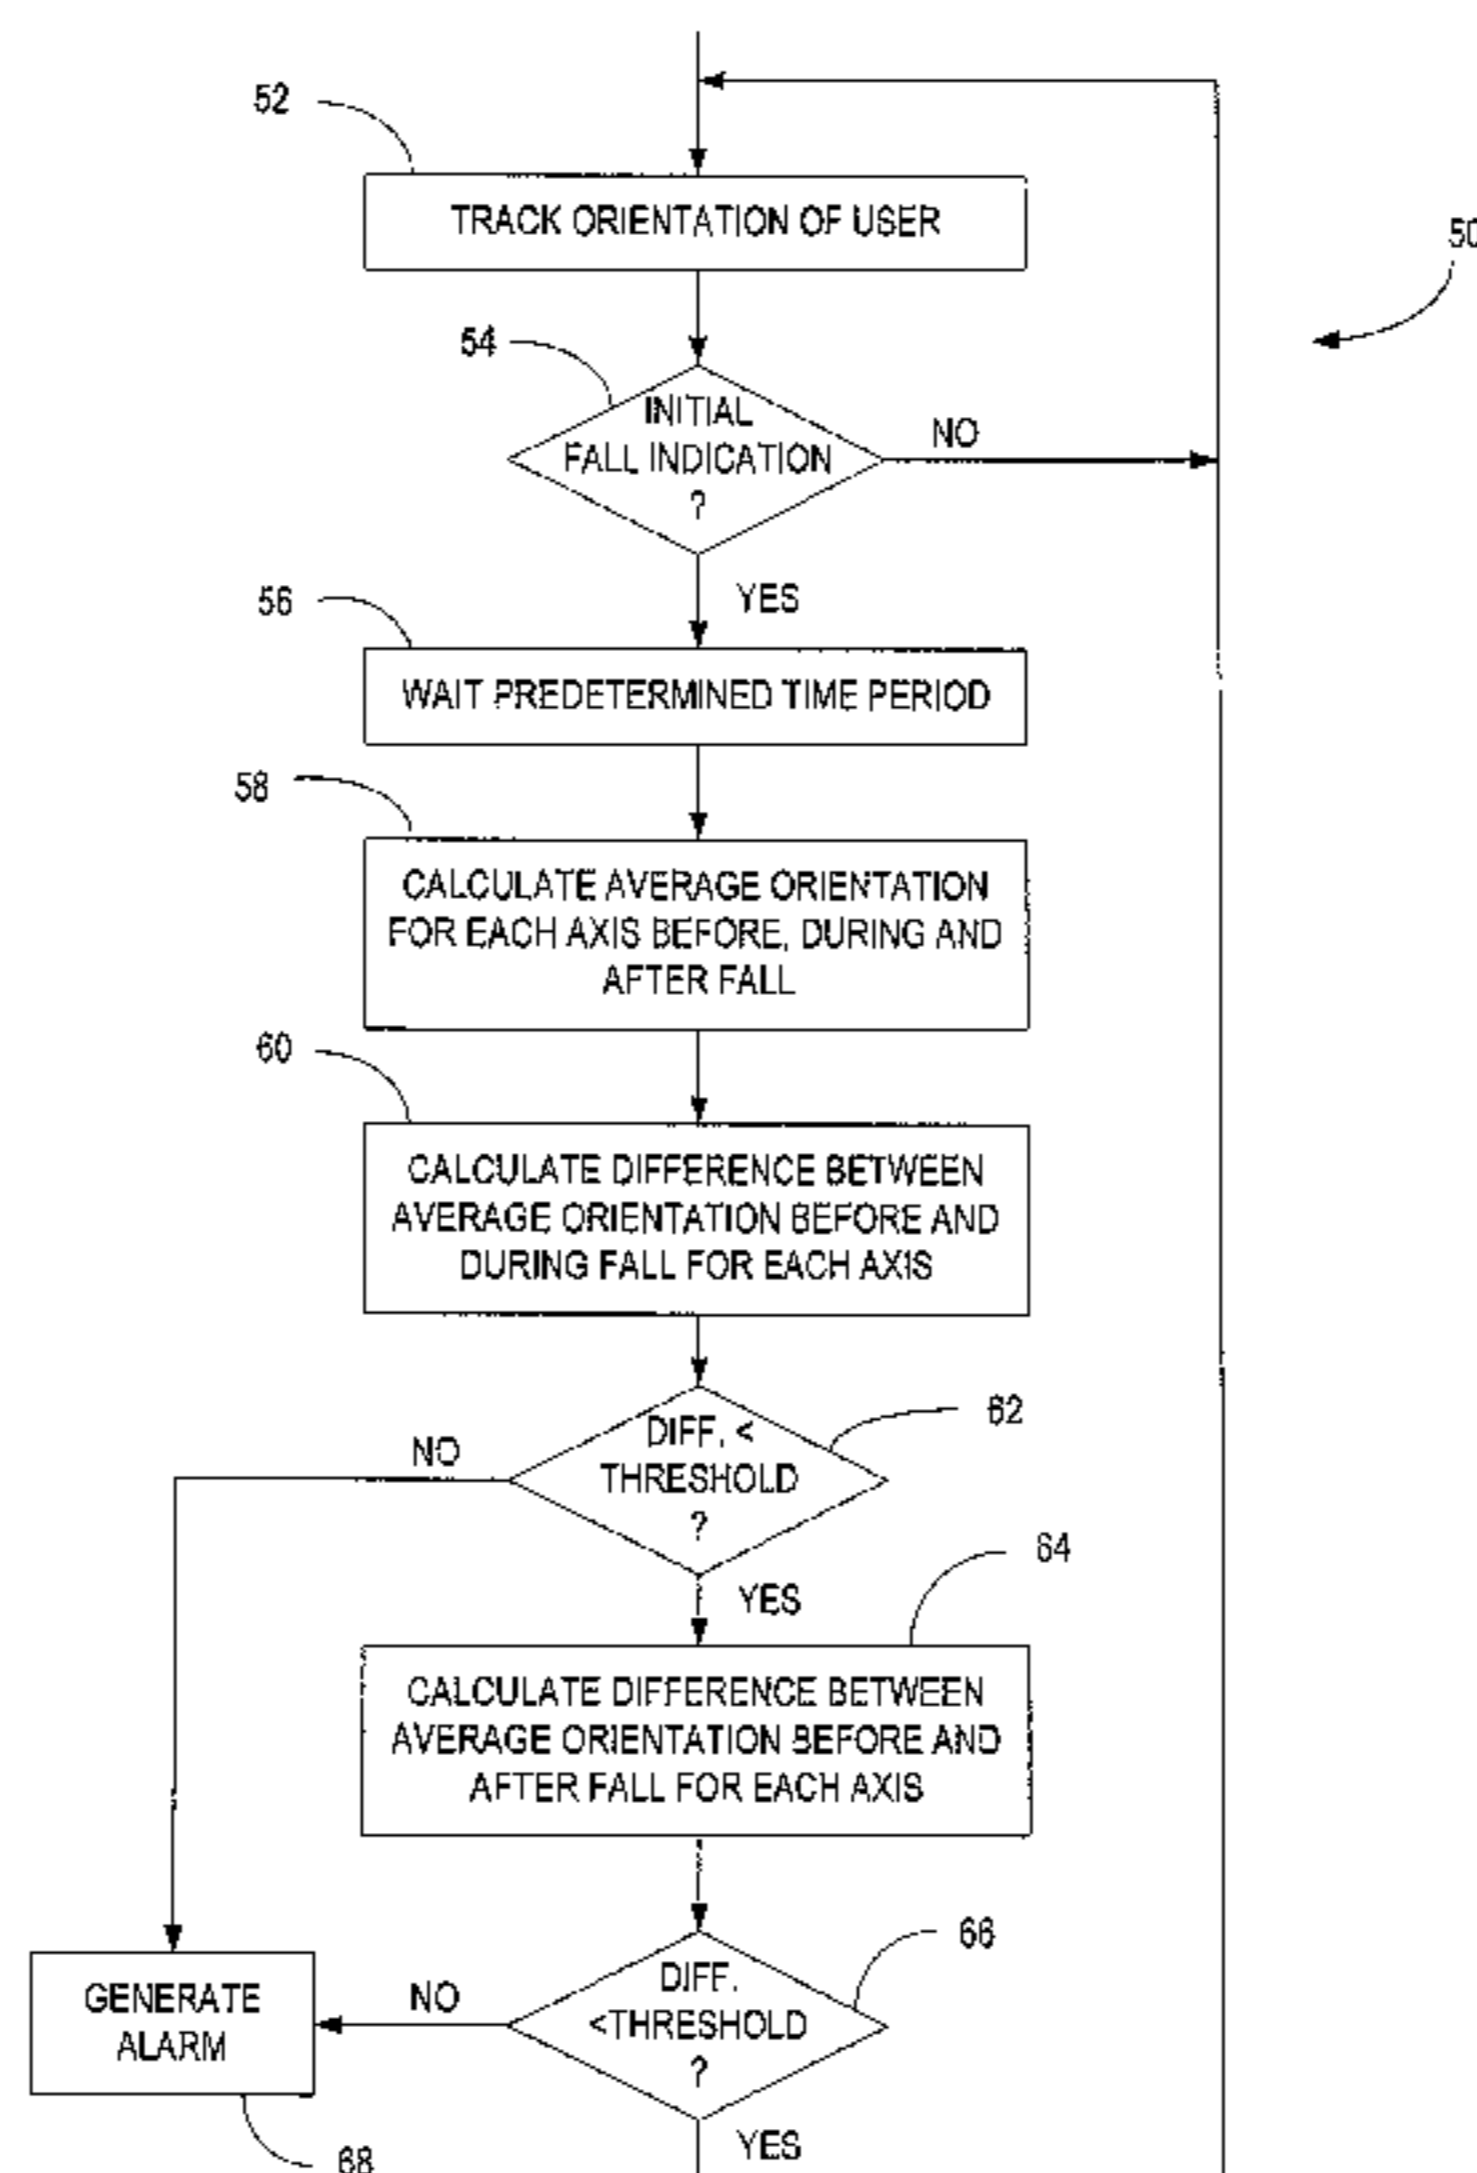 52
TRACK ORIENTATION OF USER
50
54
INITIAL
FALL INDICATION
?
NO
YES
56
WAIT PREDETERMINED TIME PERIOD
58
CALCULATE AVERAGE ORIENTATION
FOR EACH AXIS BEFORE, DURING AND
AFTER FALL
60
CALCULATE DIFFERENCE BETWEEN
AVERAGE ORIENTATION BEFORE AND
DURING FALL FOR EACH AXIS
62
DIFF. <
THRESHOLD
?
NO
YES
64
CALCULATE DIFFERENCE BETWEEN
AVERAGE ORIENTATION BEFORE AND
AFTER FALL FOR EACH AXIS
66
DIFF.
<THRESHOLD
?
NO
GENERATE
ALARM
YES
68